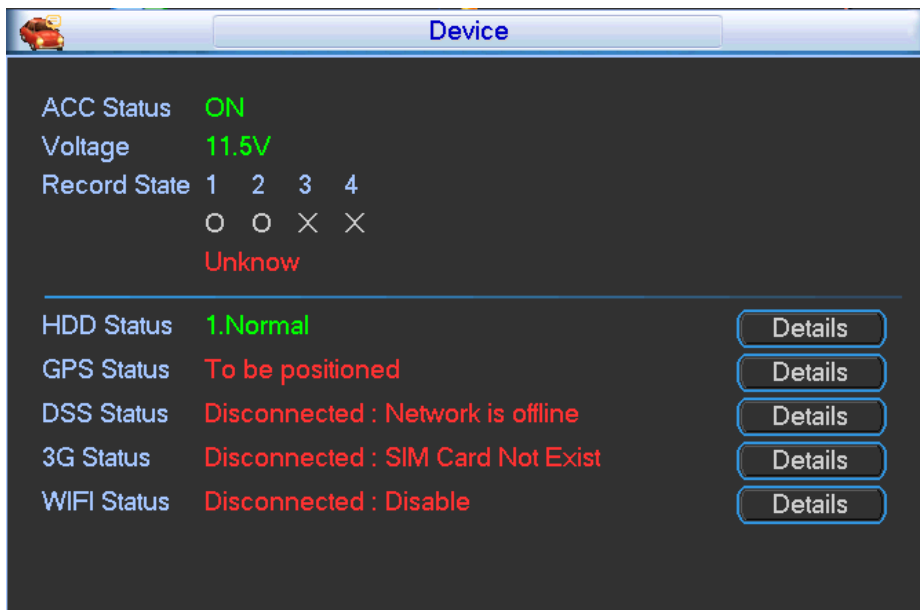 Device
ACC Status ON
Voltage 11.5V
Record State 1 2 3 4
O O X X
Unknow
HDD Status 1.Normal Details
GPS Status To be positioned Details
DSS Status Disconnected : Network is offline Details
3G Status Disconnected : SIM Card Not Exist Details
WIFI Status Disconnected : Disable Details